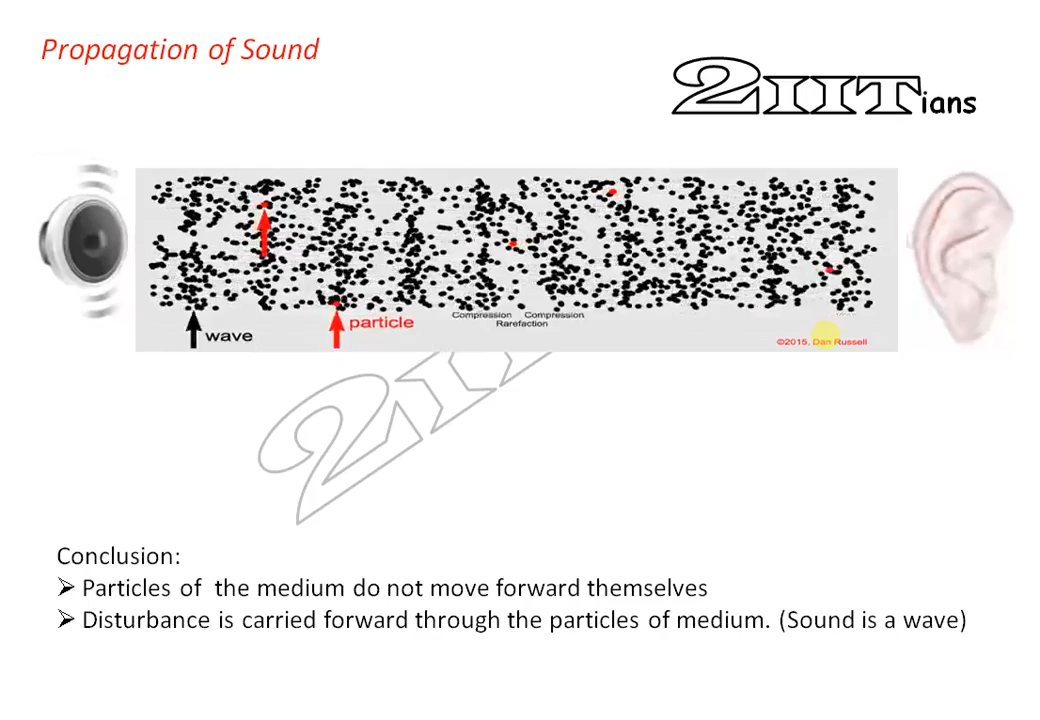 Propagation of Sound
2IITians
Compression Compression
Rarefaction
wave
particle
©2015, Dan Russell
2II
Conclusion:
➢ Particles of the medium do not move forward themselves
➢ Disturbance is carried forward through the particles of medium. (Sound is a wave)